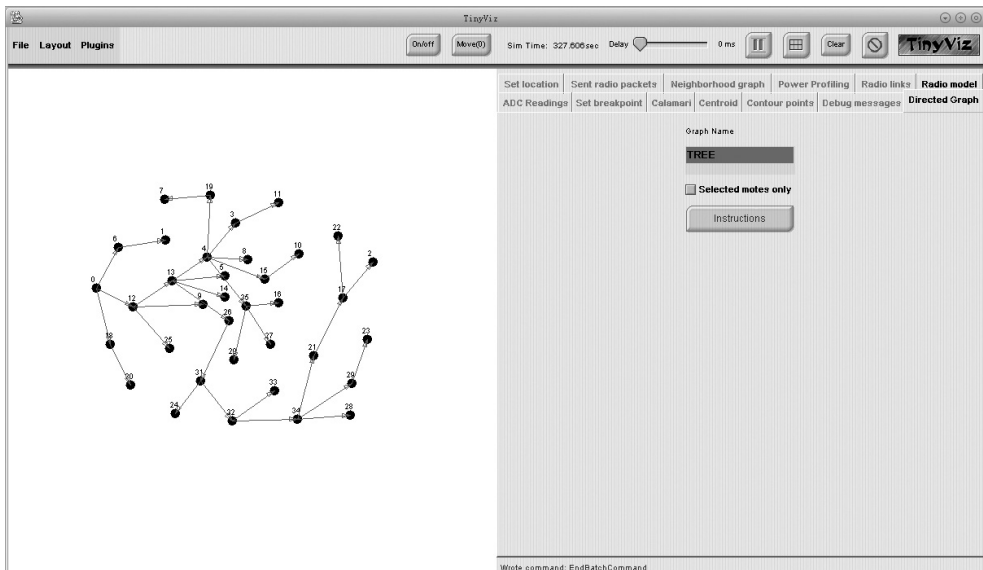 TinyViz
File Layout Plugins
On/off
Move(0)
Sim Time: 327.606sec
Delay
0 ms
Clear
TinyViz
Set location
Sent radio packets
Neighborhood graph
Power Profiling
Radio links
Radio model
ADC Readings
Set breakpoint
Calamari
Centroid
Contour points
Debug messages
Directed Graph
Graph Name
TREE
Selected motes only
Instructions
7
19
11
3
6
1
4
8
10
22
2
0
13
5
15
14
17
12
9
35
16
26
18
25
27
23
21
20
31
33
29
24
34
28
Wrote command: EndBatchCommand